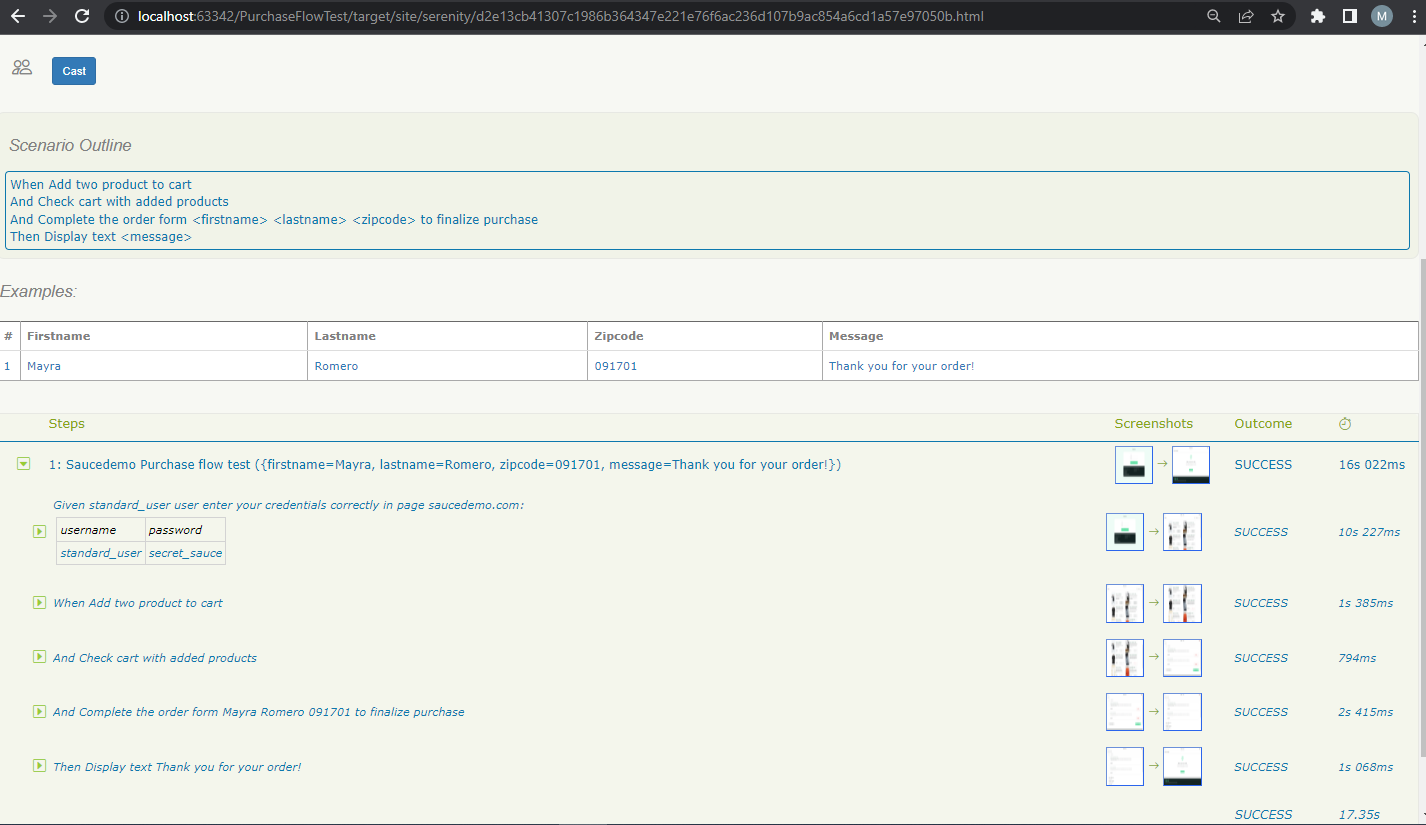 localhost:63342/PurchaseFlowTest/target/site/serenity/d2e13cb41307c1986b364347e221e76f6ac236d107b9ac854a6cd1a57e97050b.html
M
Cast
Scenario Outline
When Add two product to cart
And Check cart with added products
And Complete the order form <firstname> <lastname> <zipcode> to finalize purchase
Then Display text <message>
Examples:
# Firstname Lastname Zipcode Message
1 Mayra Romero 091701 Thank you for your order!
Steps Screenshots Outcome
1: Saucedemo Purchase flow test ({firstname=Mayra, lastname=Romero, zipcode=091701, message=Thank you for your order!}) SUCCESS 16s 022ms
Given standard_user user enter your credentials correctly in page saucedemo.com:
username password
standard_user secret_sauce
SUCCESS 10s 227ms
When Add two product to cart SUCCESS 1s 385ms
And Check cart with added products SUCCESS 794ms
And Complete the order form Mayra Romero 091701 to finalize purchase SUCCESS 2s 415ms
Then Display text Thank you for your order! SUCCESS 1s 068ms
SUCCESS 17.35s